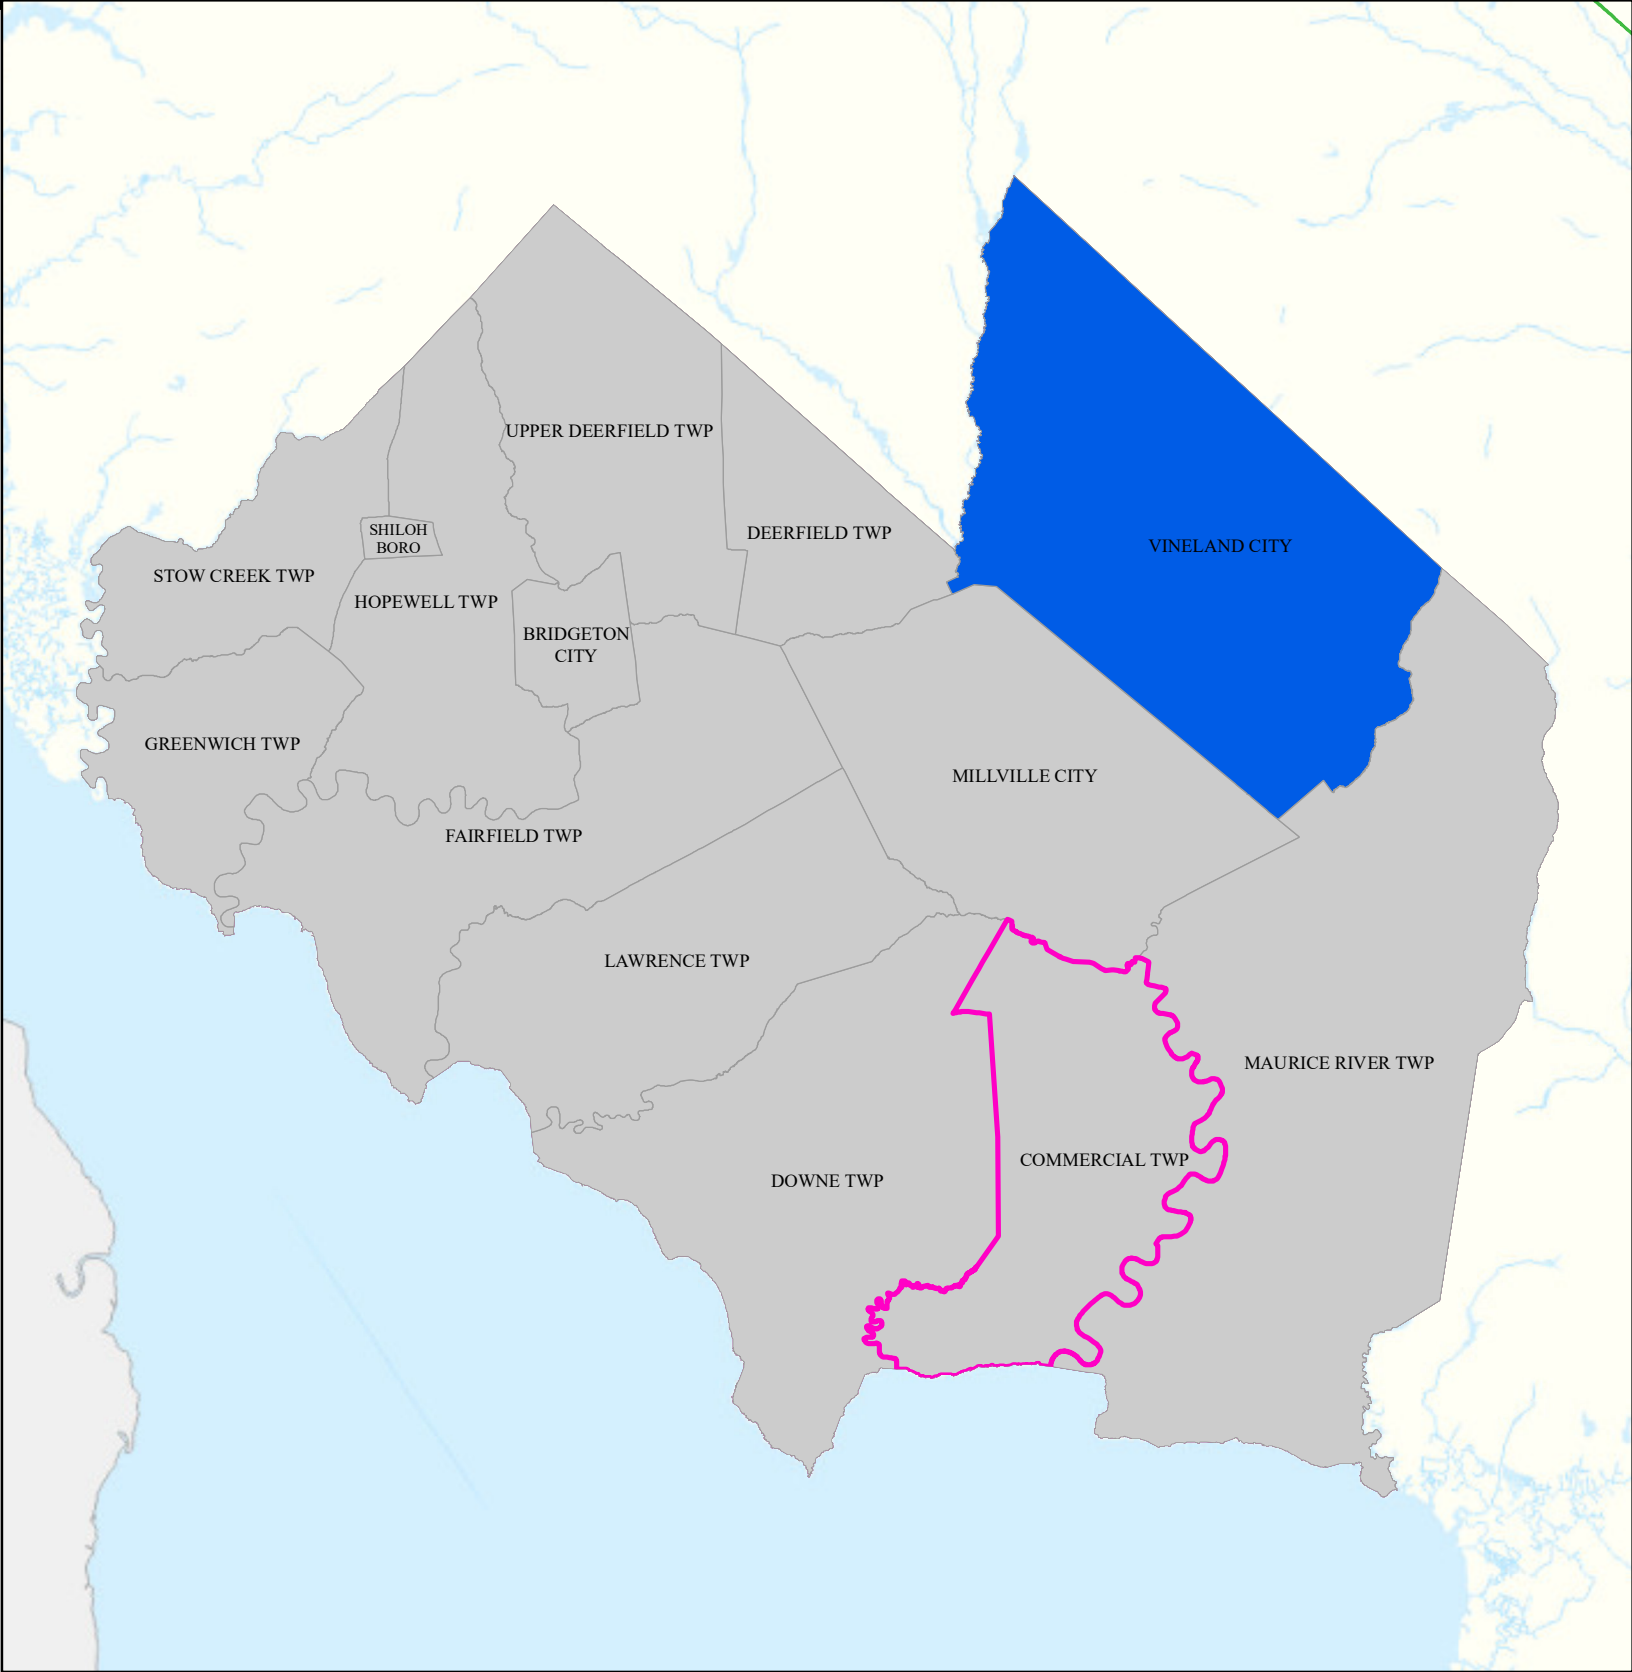 UPPER DEERFIELD TWP
SHILOH
BORO
DEERFIELD TWP
VINELAND CITY
STOW CREEK TWP
HOPEWELL TWP
BRIDGETON
CITY
GREENWICH TWP
MILLVILLE CITY
FAIRFIELD TWP
LAWRENCE TWP
MAURICE RIVER TWP
COMMERCIAL TWP
DOWNE TWP